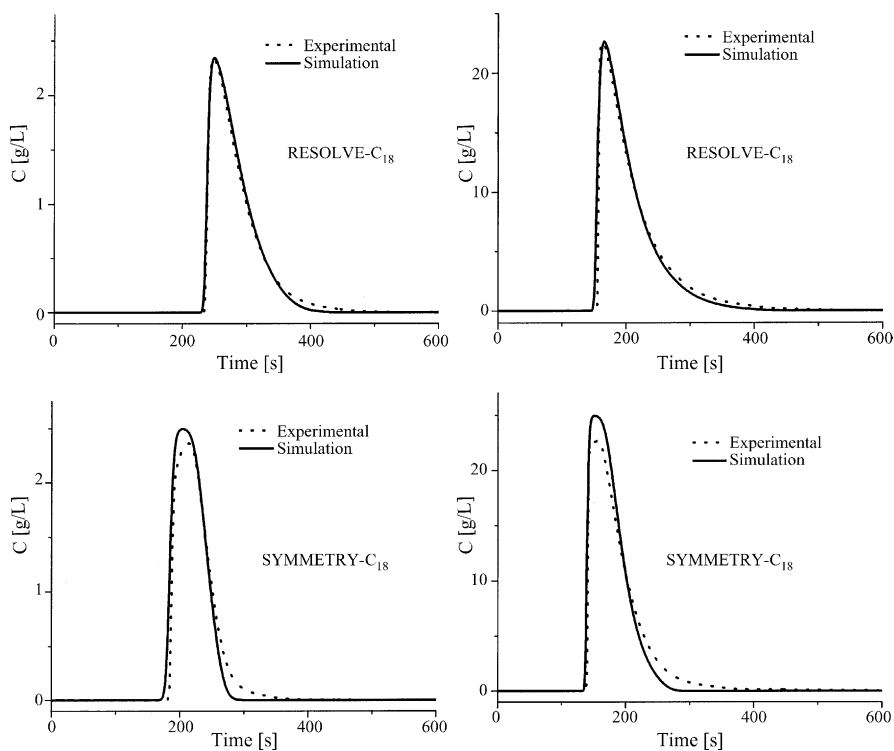 Experimental
Simulation
2
1
0
C [g/L]
RESOLVE-C18
0 200 400 600
Time [s]
Experimental
Simulation
20
10
0
C [g/L]
RESOLVE-C18
0 200 400 600
Time [s]
Experimental
Simulation
2
1
0
C [g/L]
SYMMETRY-C18
0 200 400 600
Time [s]
Experimental
Simulation
20
10
0
C [g/L]
SYMMETRY-C18
0 200 400 600
Time [s]